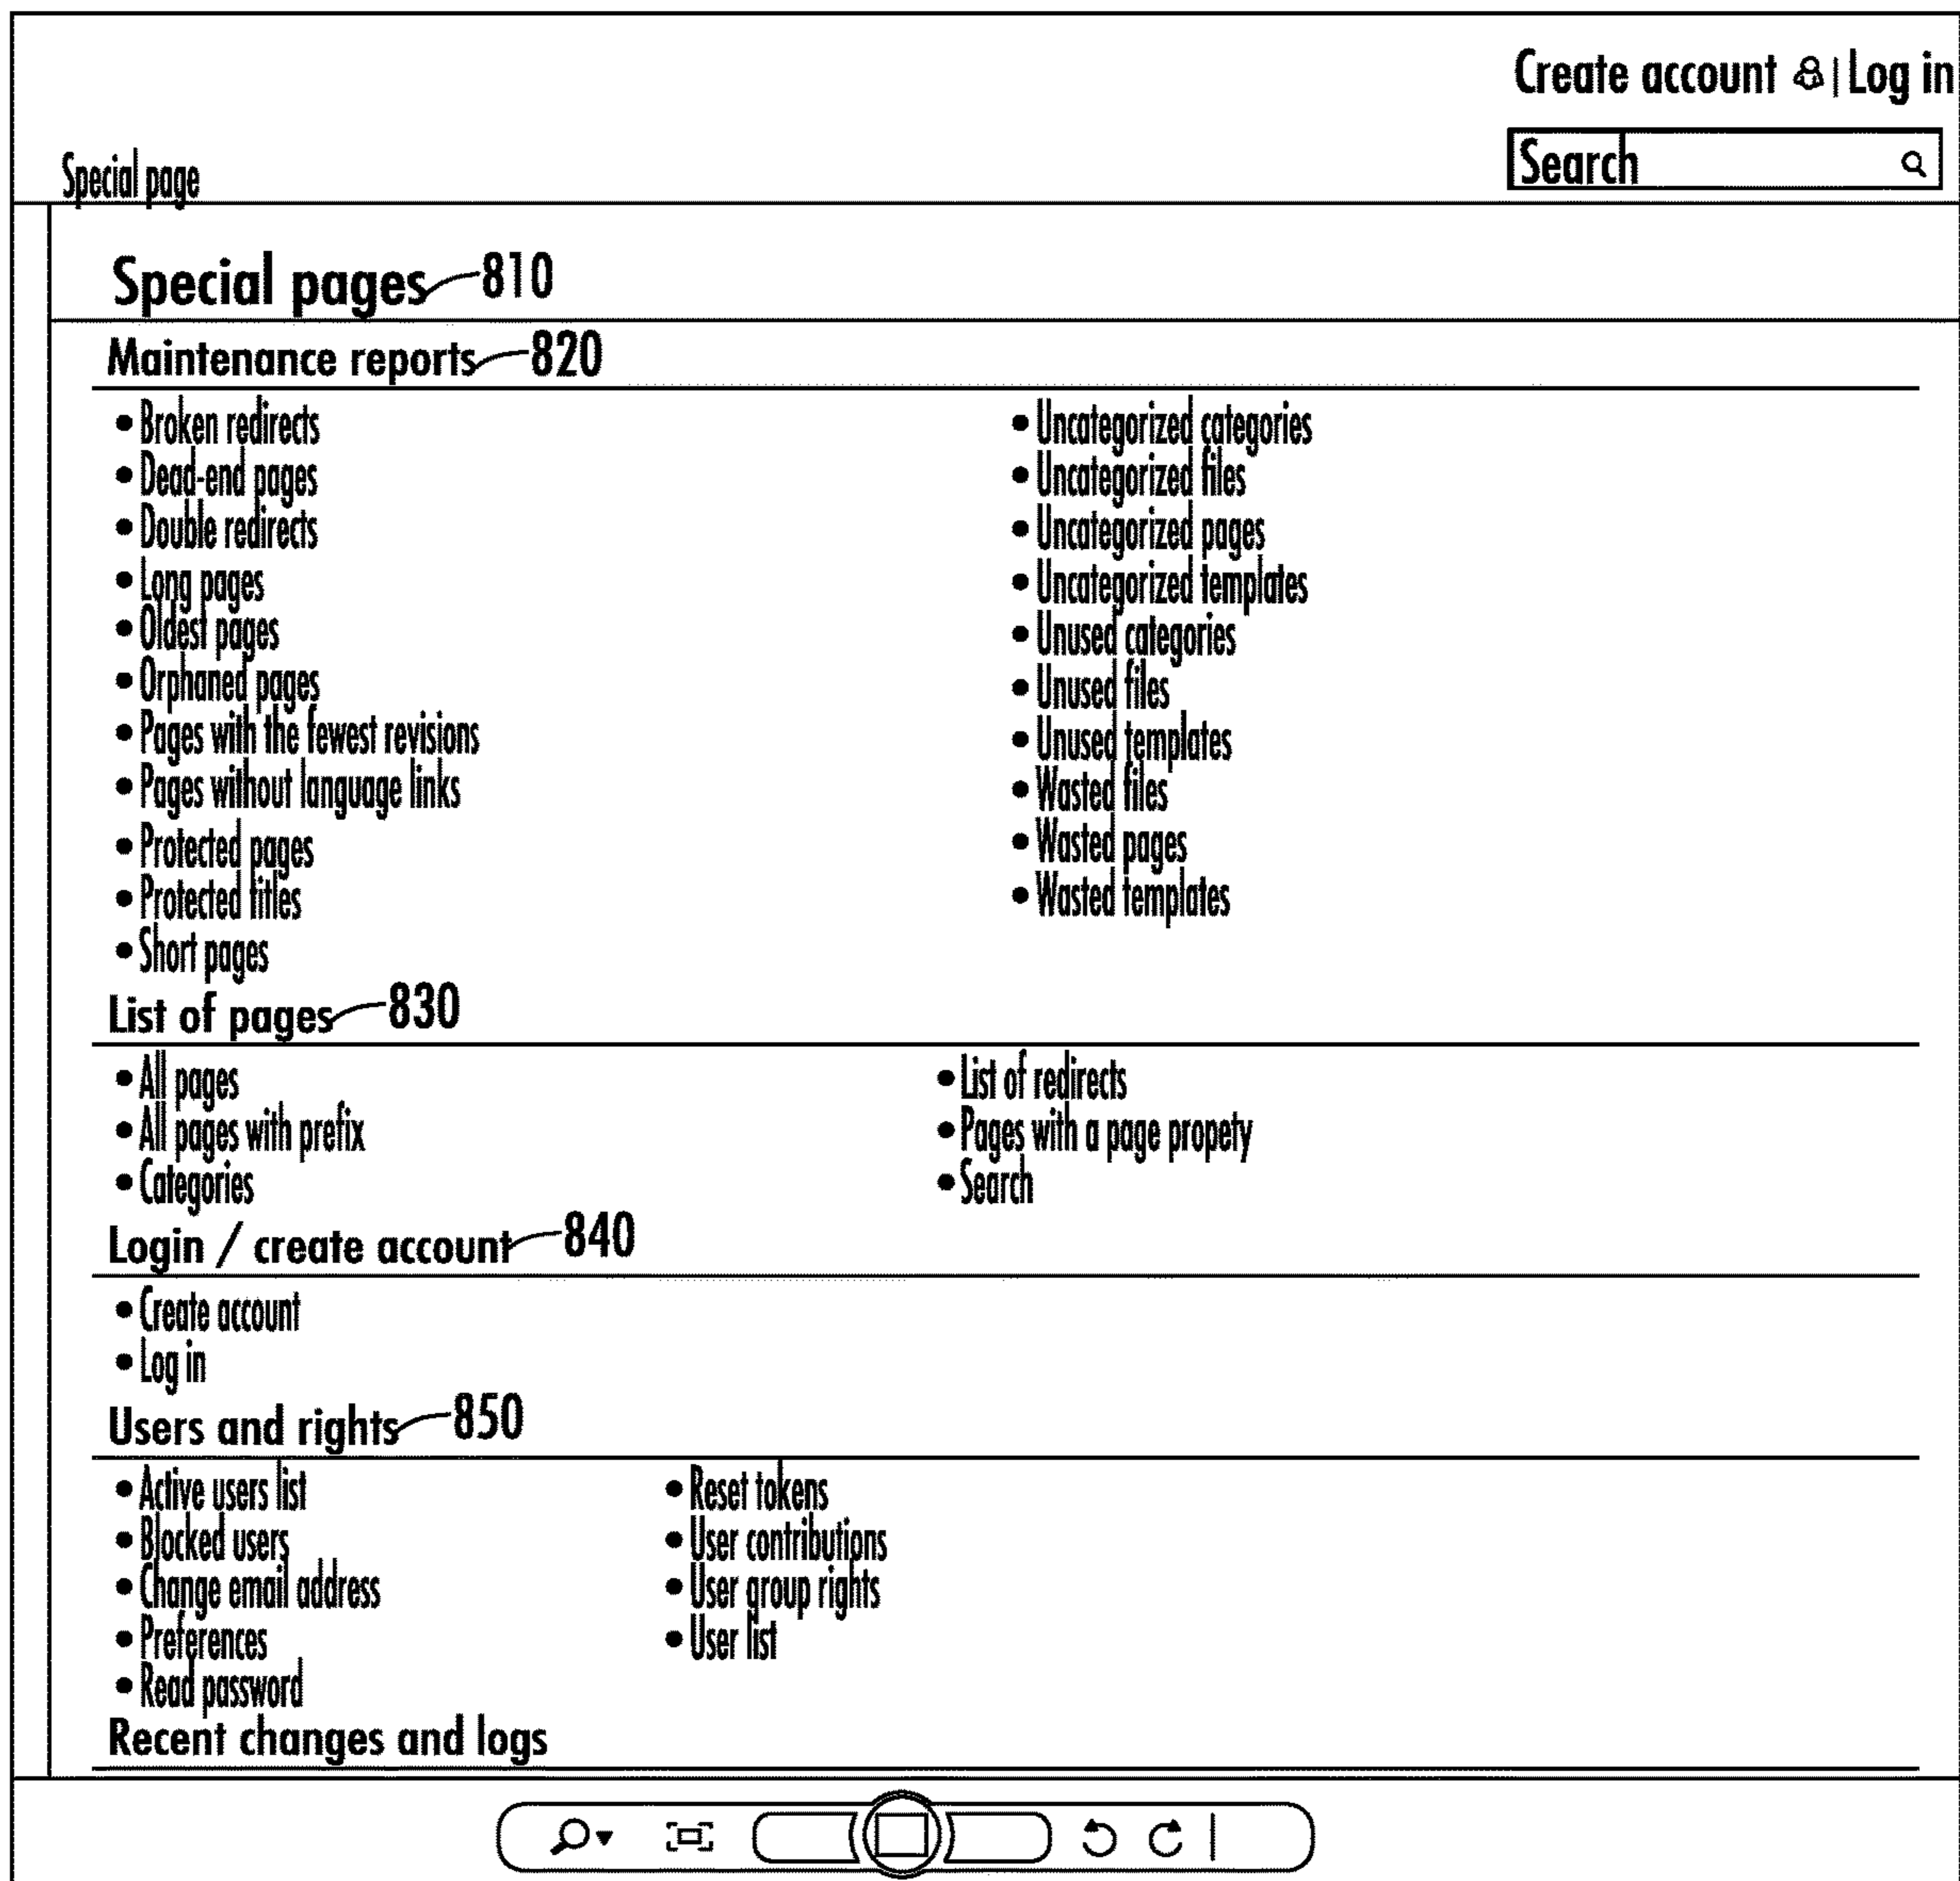 Create account | Log in
Special page
Search
Special pages 810
Maintenance reports 820
• Broken redirects
• Dead-end pages
• Double redirects
• Long pages
• Oldest pages
• Orphaned pages
• Pages with the fewest revisions
• Pages without language links
• Protected pages
• Protected titles
• Short pages
• Uncategorized categories
• Uncategorized files
• Uncategorized pages
• Uncategorized templates
• Unused categories
• Unused files
• Unused templates
• Wasted files
• Wasted pages
• Wasted templates
List of pages 830
• All pages
• All pages with prefix
• Categories
• List of redirects
• Pages with a page propety
• Search
Login / create account 840
• Create account
• Log in
Users and rights 850
• Active users list
• Blocked users
• Change email address
• Preferences
• Read password
• Reset tokens
• User contributions
• User group rights
• User list
Recent changes and logs